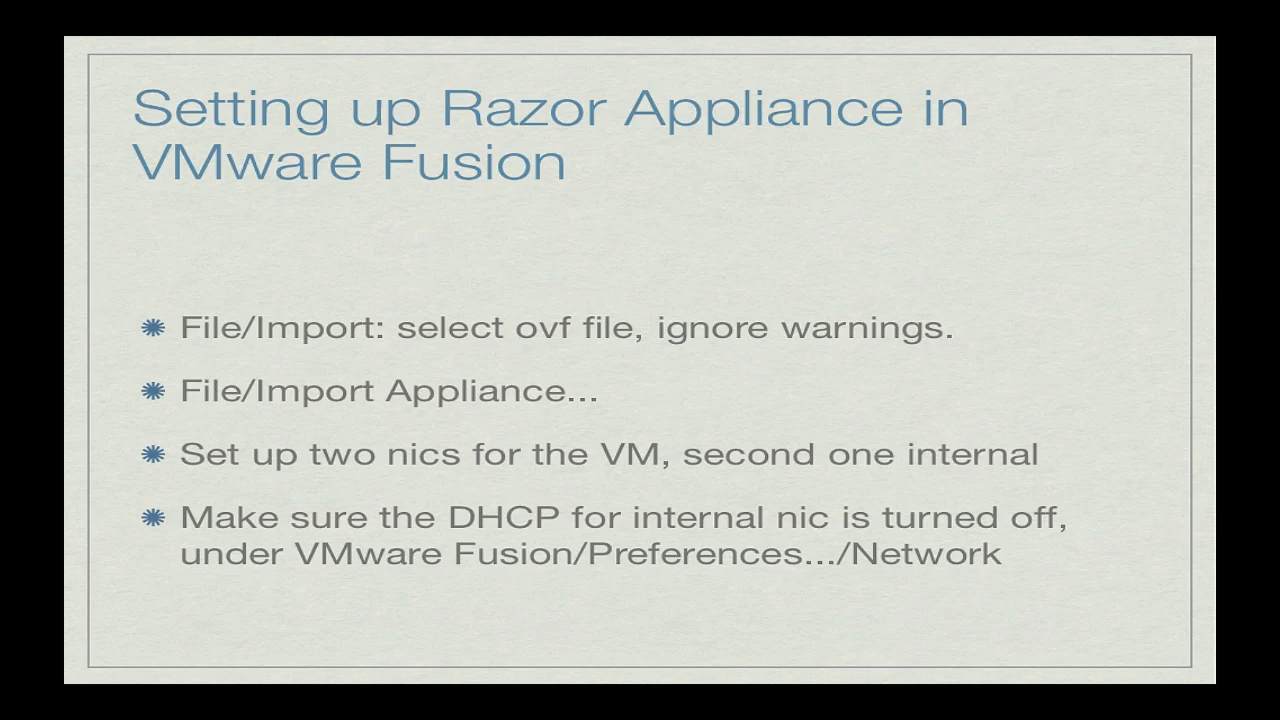 Setting up Razor Appliance in
VMware Fusion
File/Import: select ovf file, ignore warnings.
File/Import Appliance...
Set up two nics for the VM, second one internal
Make sure the DHCP for internal nic is turned off,
under VMware Fusion/Preferences.../Network